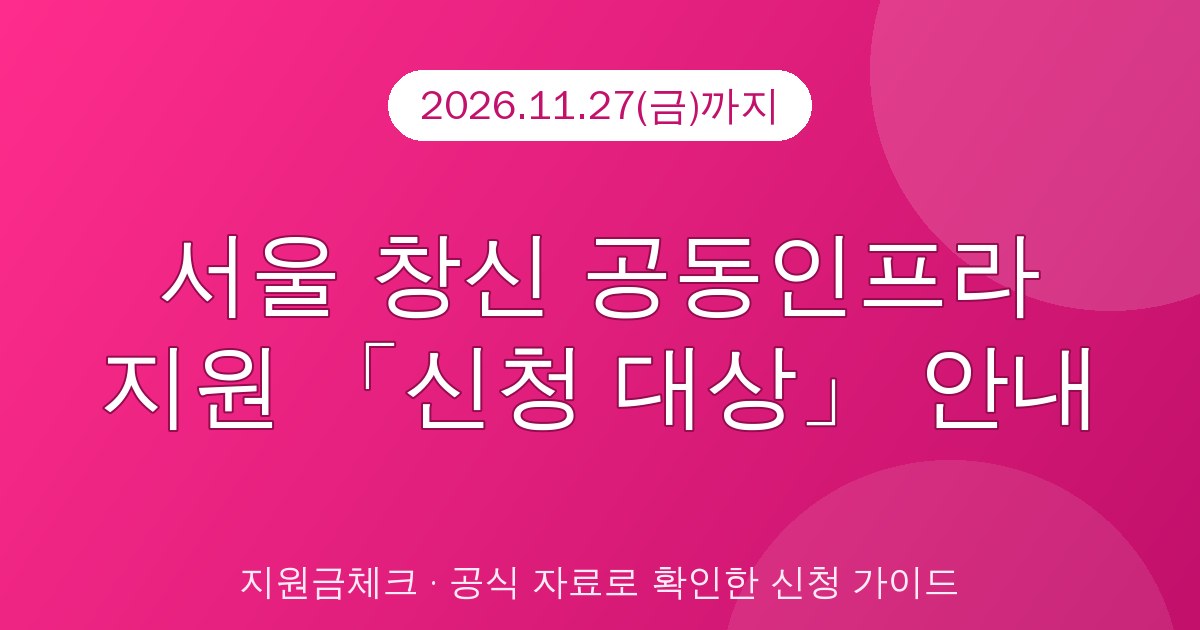 2026.11.27(금)까지
서울 창신 공동인프라
지원 「신청 대상」 안내
지원금체크 · 공식 자료로 확인한 신청 가이드